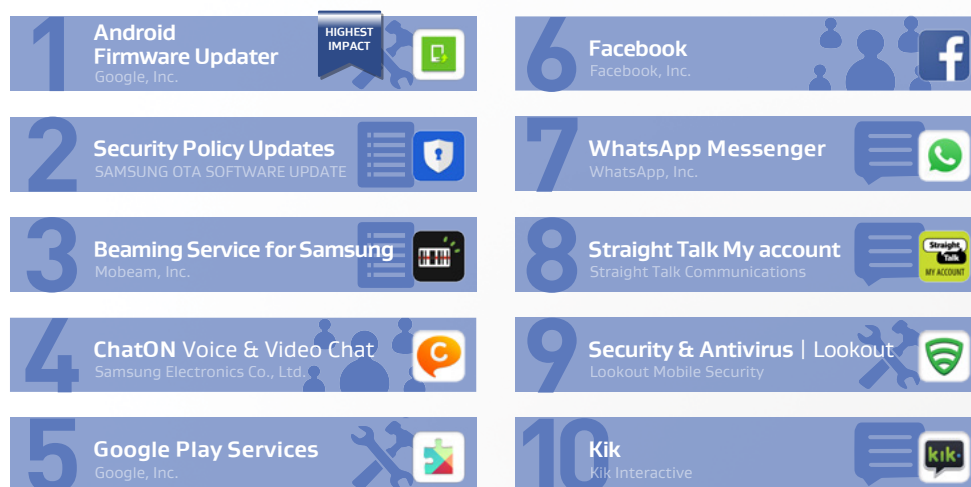 1
Android
Firmware Updater
Google, Inc.
HIGHEST
IMPACT
2
Security Policy Updates
SAMSUNG OTA SOFTWARE UPDATE
3
Beaming Service for Samsung
Mobeam, Inc.
4
ChatON Voice & Video Chat
Samsung Electronics Co., Ltd.
C
5
Google Play Services
Google, Inc.
6
Facebook
Facebook, Inc.
f
7
WhatsApp Messenger
WhatsApp, Inc.
8
Straight Talk My account
Straight Talk Communications
Straight
Talk
MY ACCOUNT
9
Security & Antivirus | Lookout
Lookout Mobile Security
10
Kik
Kik Interactive
kik·